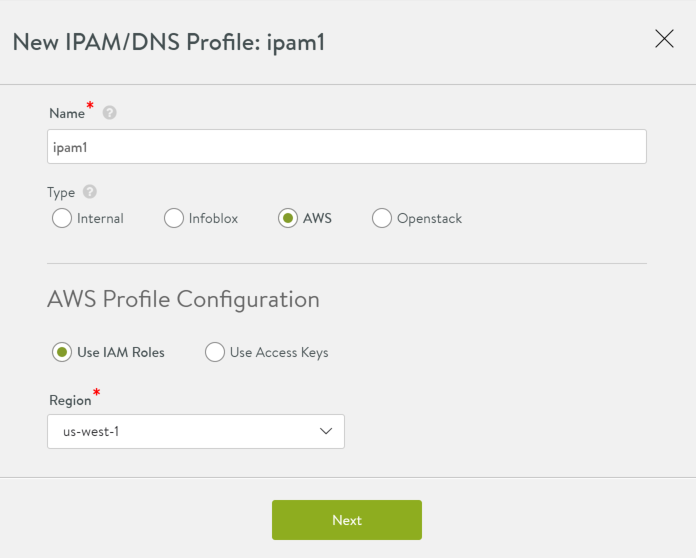 New IPAM/DNS Profile: ipam1
Name* ?
ipam1
Type ?
Internal Infoblox AWS Openstack
AWS Profile Configuration
Use IAM Roles Use Access Keys
Region*
us-west-1
Next